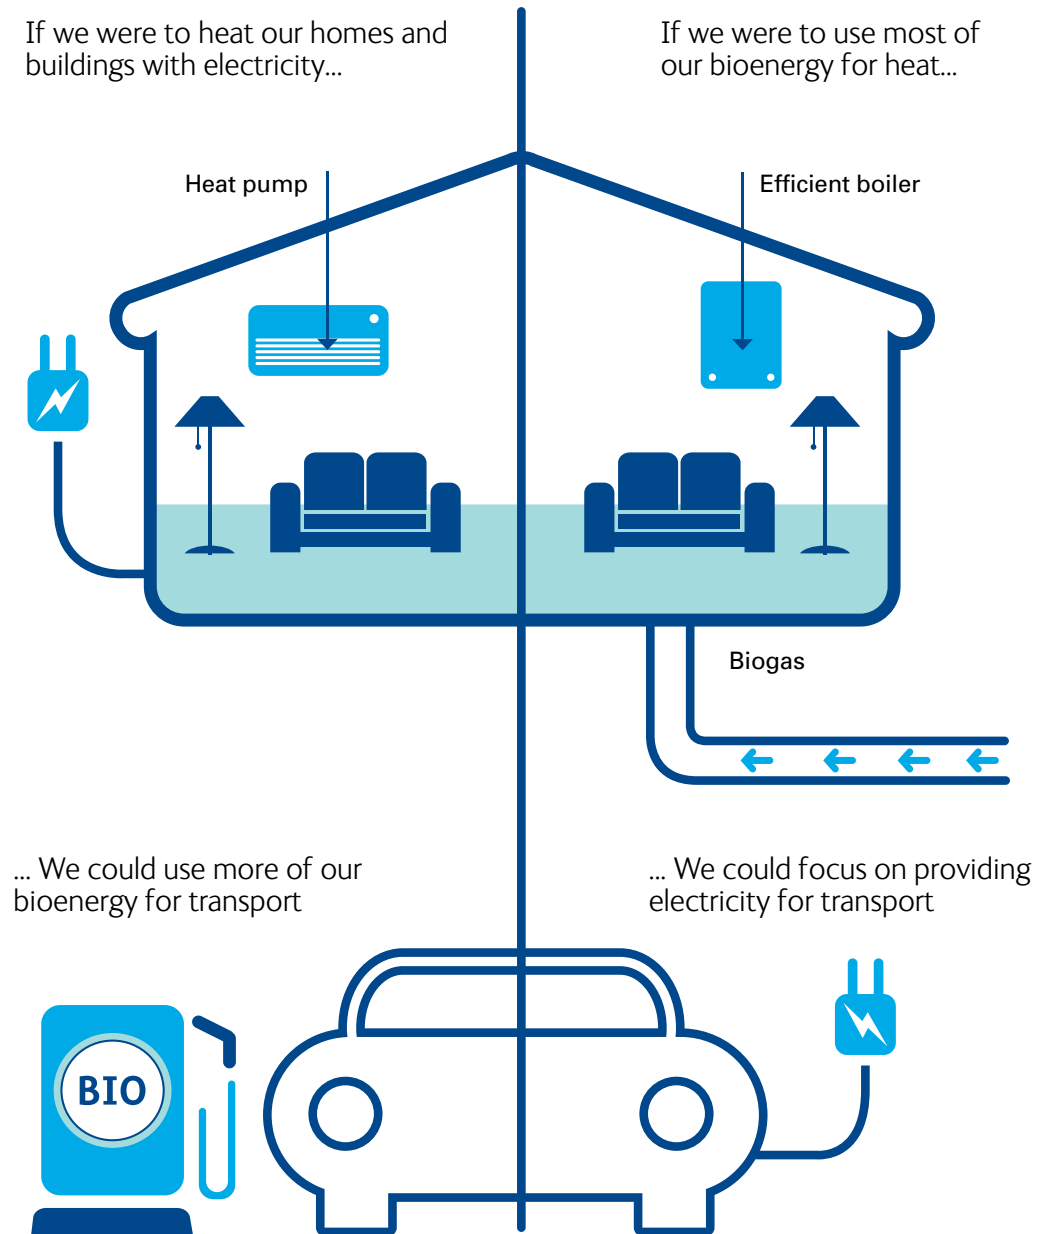 If we were to heat our homes and
buildings with electricity...
If we were to use most of
our bioenergy for heat...
Heat pump
Efficient boiler
Biogas
... We could use more of our
bioenergy for transport
... We could focus on providing
electricity for transport
BIO